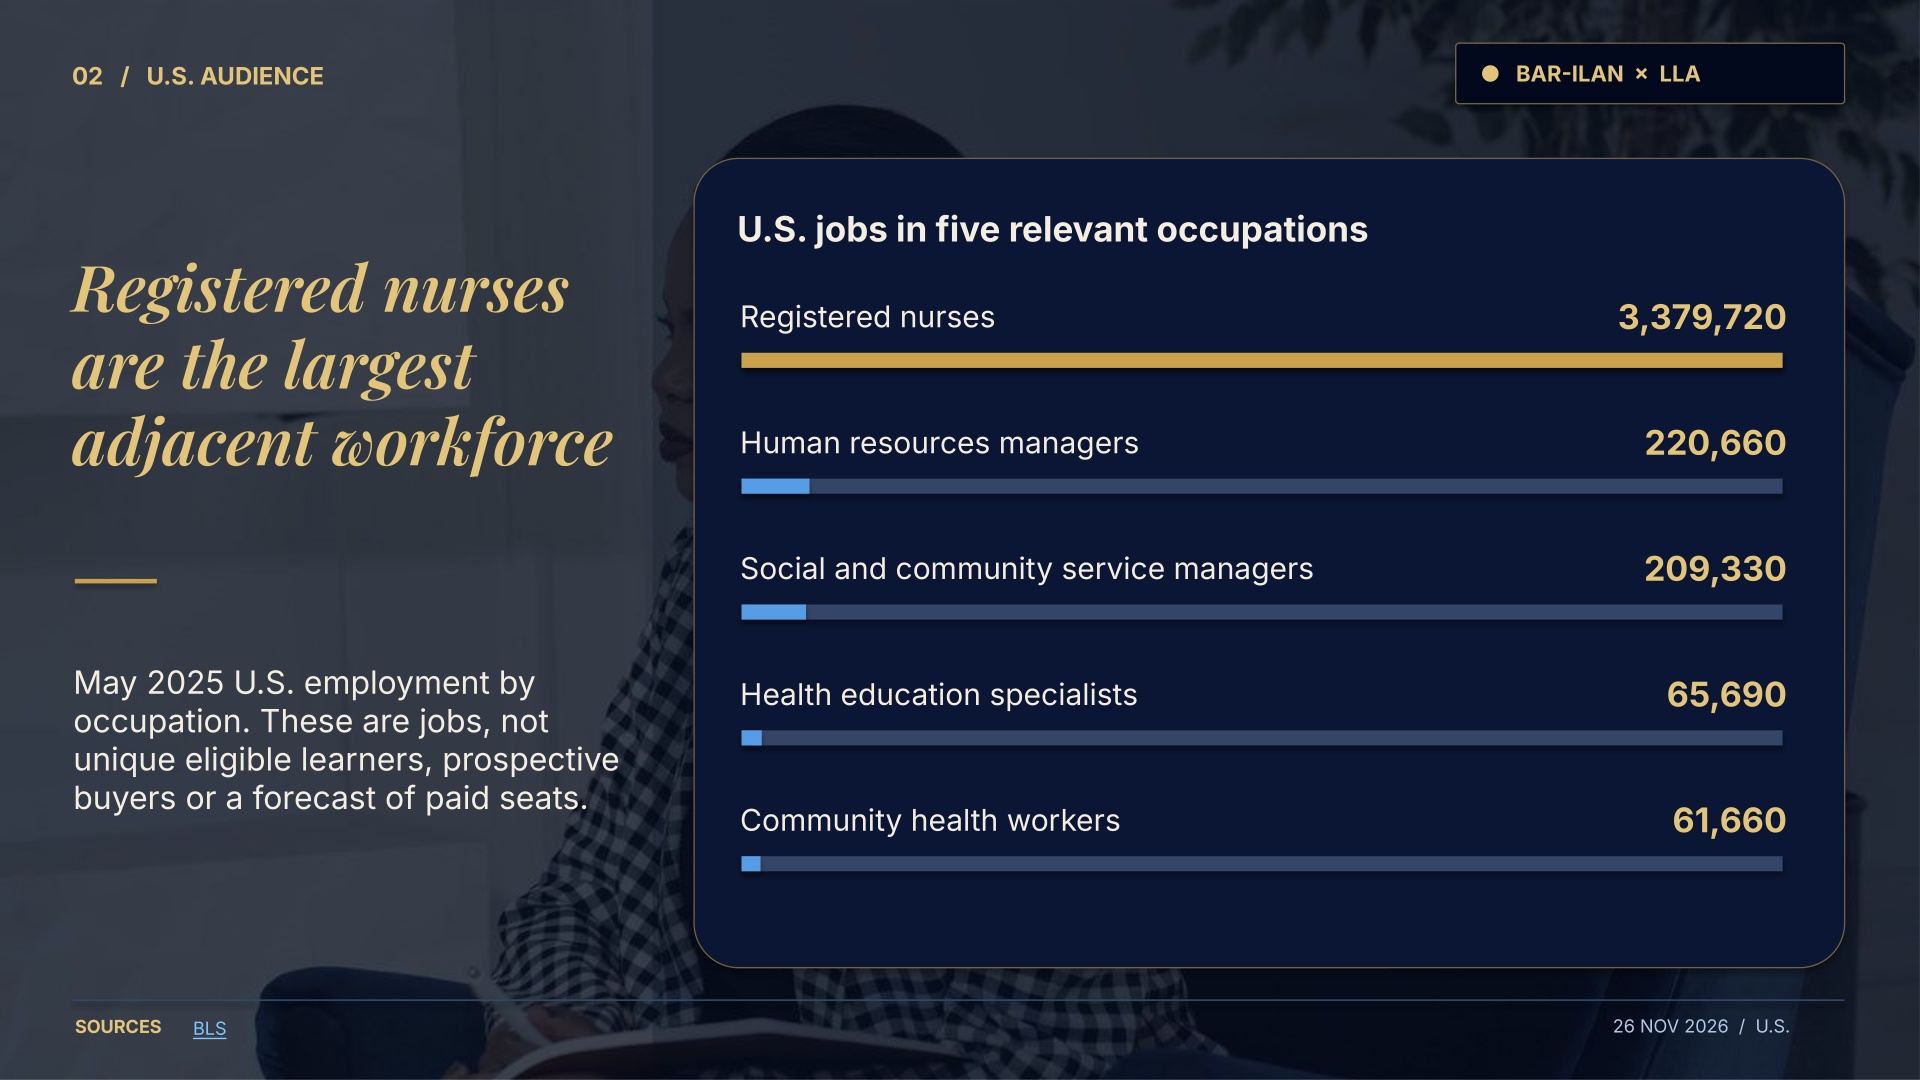 02 / U.S. AUDIENCE
BAR-ILAN × LLA
Registered nurses
are the largest
adjacent workforce
May 2025 U.S. employment by
occupation. These are jobs, not
unique eligible learners, prospective
buyers or a forecast of paid seats.
U.S. jobs in five relevant occupations
Registered nurses 3,379,720
Human resources managers 220,660
Social and community service managers 209,330
Health education specialists 65,690
Community health workers 61,660
SOURCES BLS
26 NOV 2026 / U.S.